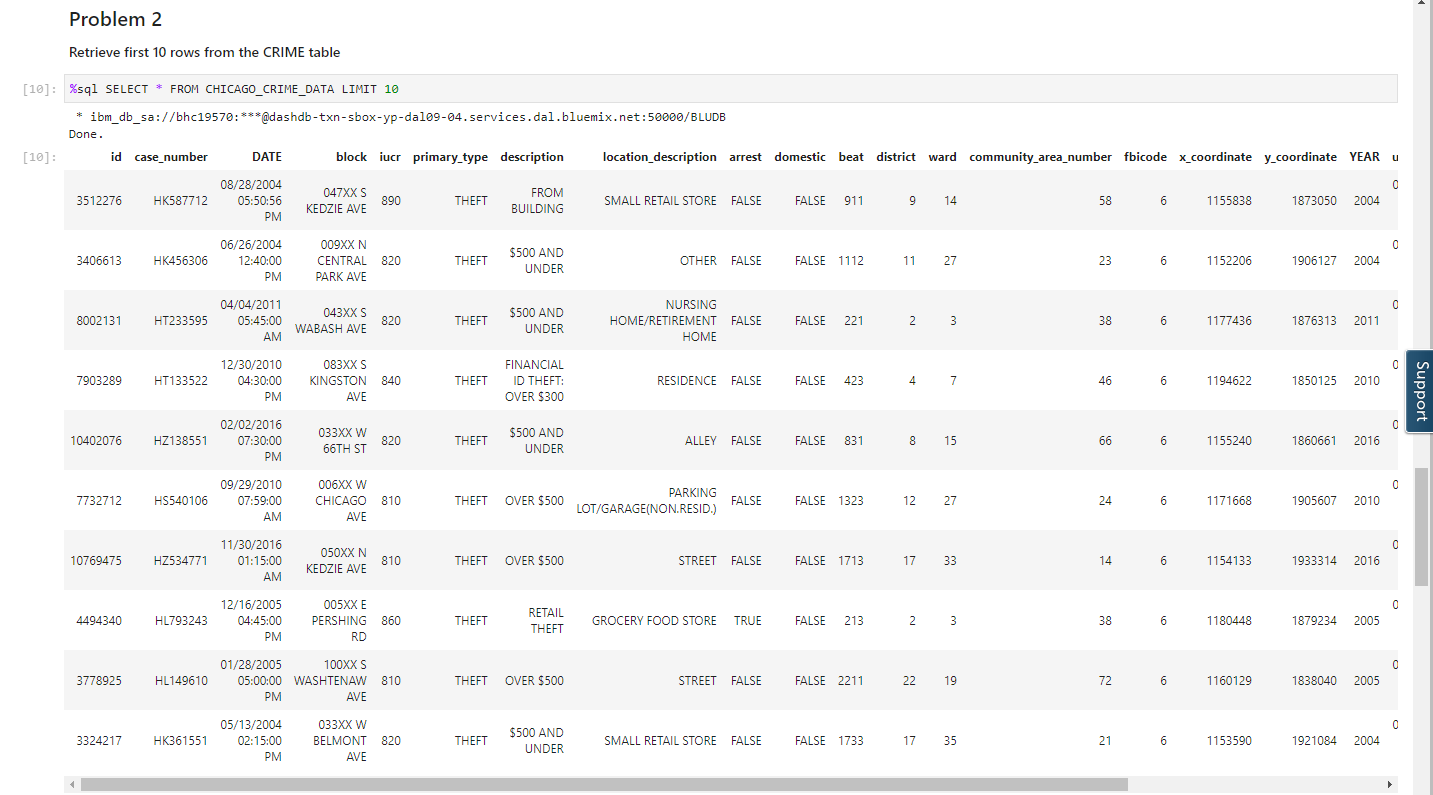 Problem 2
Retrieve first 10 rows from the CRIME table
[10]: %sql SELECT * FROM CHICAGO_CRIME_DATA LIMIT 10
* ibm_db_sa://bhc19570:***@dashdb-txn-sbox-yp-dal09-04.services.dal.bluemix.net:50000/BLUDB
Done.
[10]: id case_number DATE block iucr primary_type description location_description arrest domestic beat district ward community_area_number fbicode x_coordinate y_coordinate YEAR u
3512276 HK587712 08/28/2004 05:50:56 PM 047XX S KEDZIE AVE 890 THEFT FROM BUILDING SMALL RETAIL STORE FALSE FALSE 911 9 14 58 6 1155838 1873050 2004 0
3406613 HK456306 06/26/2004 12:40:00 PM 009XX N CENTRAL PARK AVE 820 THEFT $500 AND UNDER OTHER FALSE FALSE 1112 11 27 23 6 1152206 1906127 2004 0
8002131 HT233595 04/04/2011 05:45:00 AM 043XX S WABASH AVE 820 THEFT $500 AND UNDER NURSING HOME/RETIREMENT HOME FALSE FALSE 221 2 3 38 6 1177436 1876313 2011 0
7903289 HT133522 12/30/2010 04:30:00 PM 083XX S KINGSTON AVE 840 THEFT FINANCIAL ID THEFT: OVER $300 RESIDENCE FALSE FALSE 423 4 7 46 6 1194622 1850125 2010 0
10402076 HZ138551 02/02/2016 07:30:00 PM 033XX W 66TH ST 820 THEFT $500 AND UNDER ALLEY FALSE FALSE 831 8 15 66 6 1155240 1860661 2016 0
7732712 HS540106 09/29/2010 07:59:00 AM 006XX W CHICAGO AVE 810 THEFT OVER $500 PARKING LOT/GARAGE(NON.RESID.) FALSE FALSE 1323 12 27 24 6 1171668 1905607 2010 0
10769475 HZ534771 11/30/2016 01:15:00 AM 050XX N KEDZIE AVE 810 THEFT OVER $500 STREET FALSE FALSE 1713 17 33 14 6 1154133 1933314 2016 0
4494340 HL793243 12/16/2005 04:45:00 PM 005XX E PERSHING RD 860 THEFT RETAIL THEFT GROCERY FOOD STORE TRUE FALSE 213 2 3 38 6 1180448 1879234 2005 0
3778925 HL149610 01/28/2005 05:00:00 PM 100XX S WASHTENAW AVE 810 THEFT OVER $500 STREET FALSE FALSE 2211 22 19 72 6 1160129 1838040 2005 0
3324217 HK361551 05/13/2004 02:15:00 PM 033XX W BELMONT AVE 820 THEFT $500 AND UNDER SMALL RETAIL STORE FALSE FALSE 1733 17 35 21 6 1153590 1921084 2004 0
Support